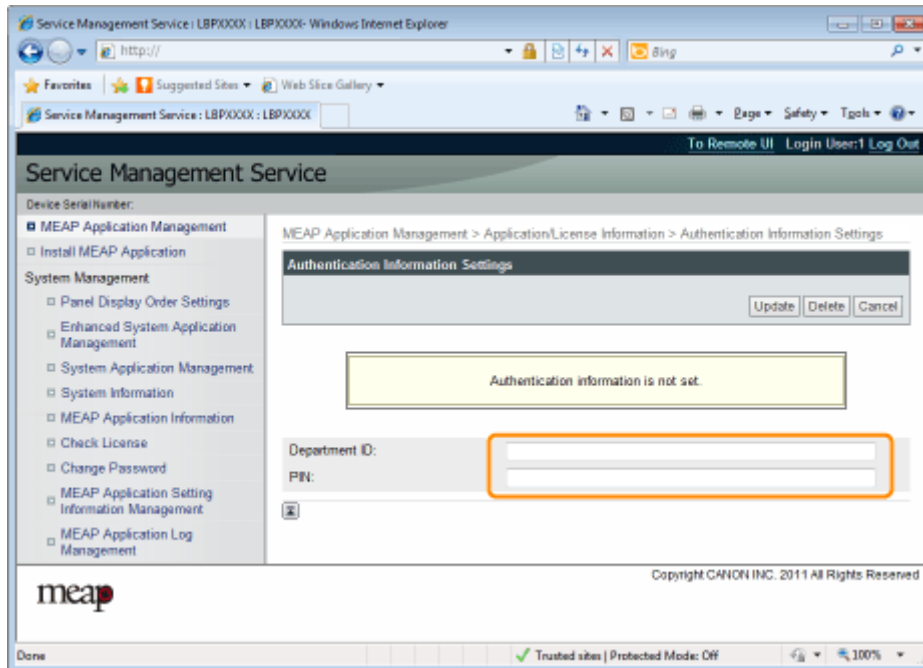 Service Management Service : LBPXXXX : LBPXXXX- Windows Internet Explorer
http://
Bing
Favorites Suggested Sites Web Slice Gallery
Service Management Service : LBPXXXX : LBPXXXX
Page Safety Tools
To Remote UI Login User:1 Log Out
Service Management Service
Device Serial Number:
MEAP Application Management
Install MEAP Application
System Management
Panel Display Order Settings
Enhanced System Application
Management
System Application Management
System Information
MEAP Application Information
Check License
Change Password
MEAP Application Setting
Information Management
MEAP Application Log
Management
MEAP Application Management > Application/License Information > Authentication Information Settings
Authentication Information Settings
Update Delete Cancel
Authentication information is not set.
Department ID:
PIN:
Copyright CANON INC. 2011 All Rights Reserved
meap
Done
Trusted sites | Protected Mode: Off
100%